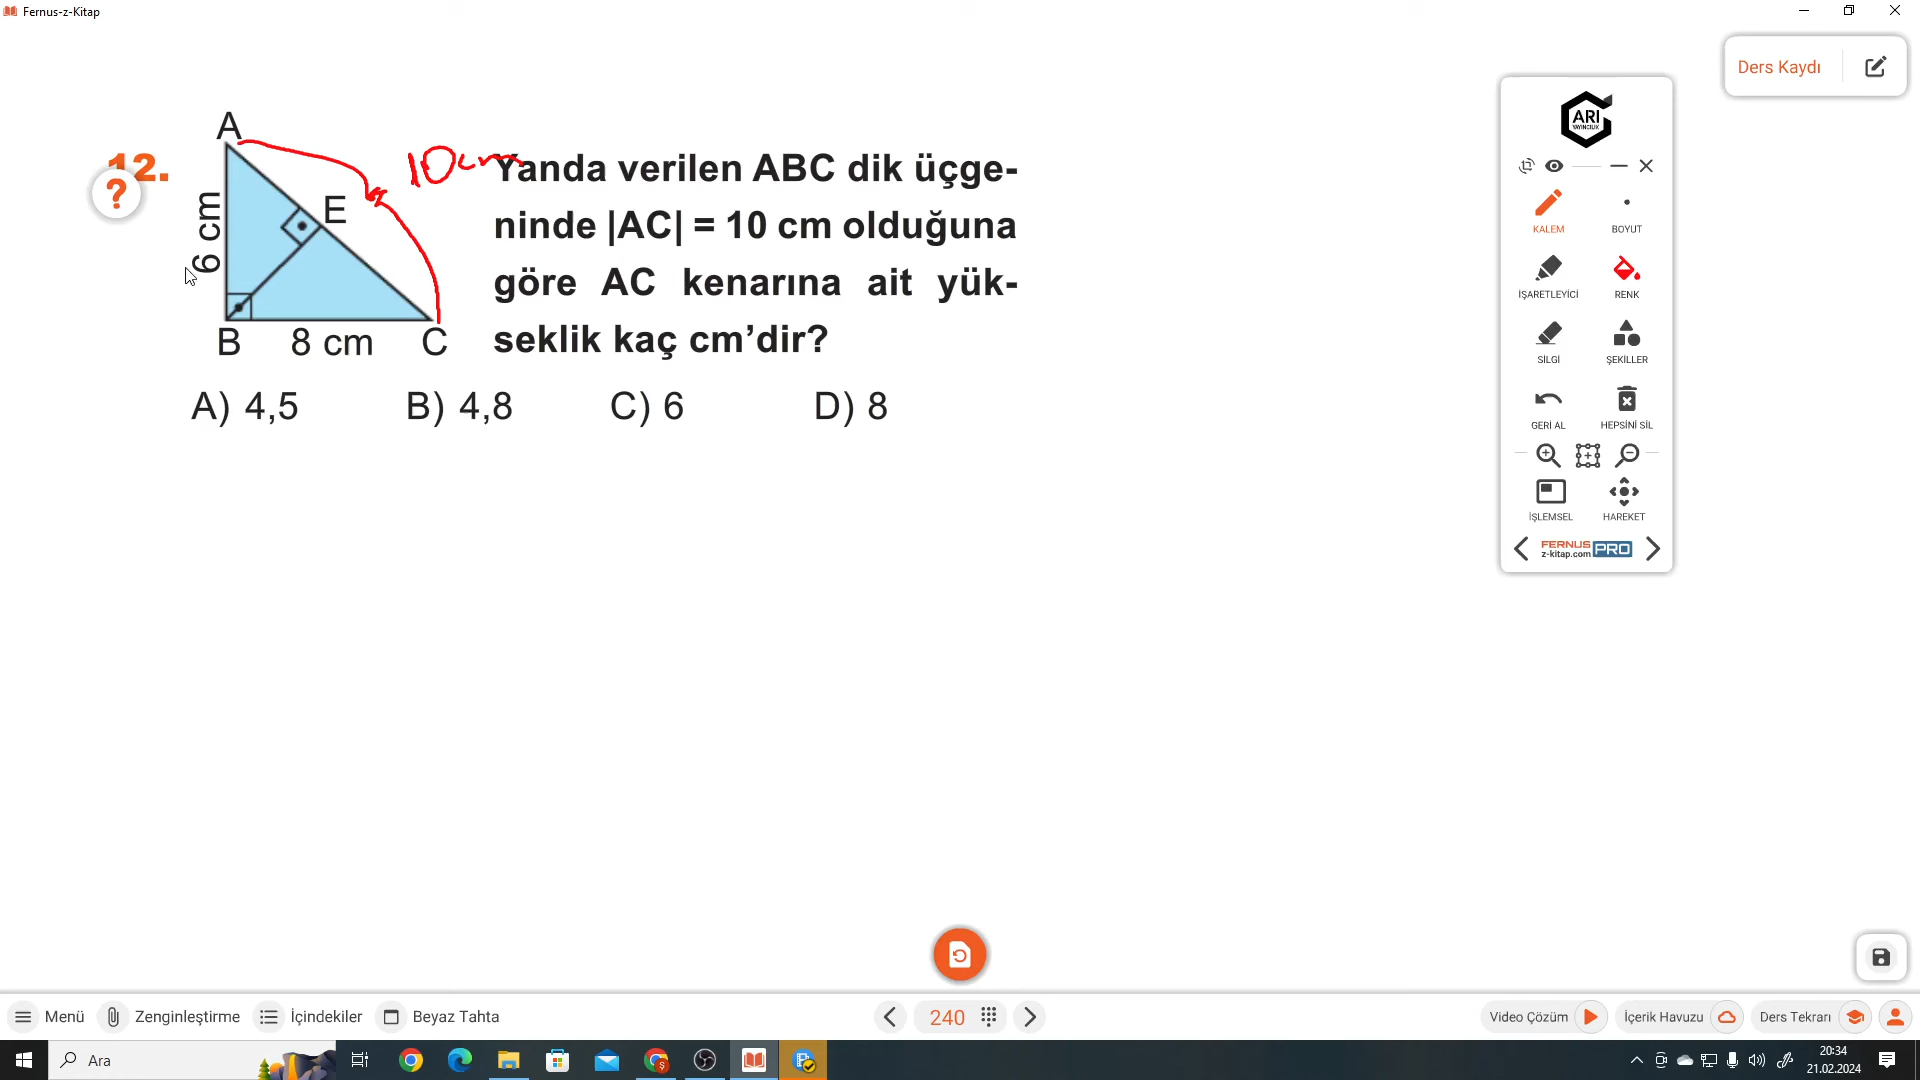 Fernus-z-Kitap
Ders Kaydı
ARI
YAYINCILIK
12.
?
A
E
6 cm
B
8 cm
C
10cm
Yanda verilen ABC dik üçge-
ninde |AC| = 10 cm olduğuna
göre AC kenarına ait yük-
seklik kaç cm’dir?
A) 4,5 B) 4,8 C) 6 D) 8
KALEM BOYUT
İŞARETLEYİCİ RENK
SİLGİ ŞEKİLLER
GERİ AL HEPSİNİ SİL
İŞLEMSEL HAREKET
FERNUS
z-kitap.com PRO
Menü Zenginleştirme İçindekiler Beyaz Tahta 240 Video Çözüm İçerik Havuzu Ders Tekrarı
Ara
20:34
21.02.2024